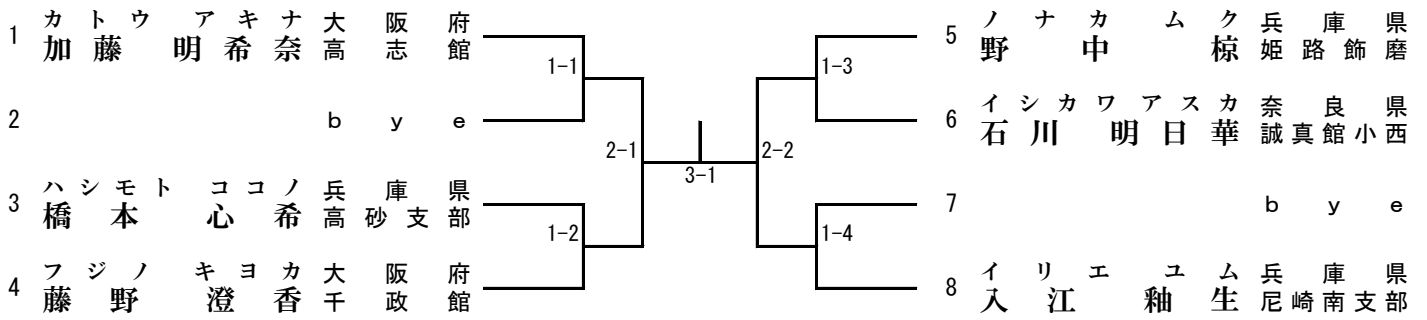 カトウ アキナ 大阪府
1 加藤 明希奈 高志館
1-1
2 bye
2-1
ハシモト ココノ 兵庫県
3 橋本 心希 高砂支部
1-2
フジノ キヨカ 大阪府
4 藤野 澄香 千政館
3-1
ノナカ ムク 兵庫県
5 野中 椋 姫路飾磨
1-3
イシカワ アスカ 奈良県
6 石川 明日華 誠真館小西
2-2
7 bye
1-4
イリエ ユム 兵庫県
8 入江 釉生 尼崎南支部